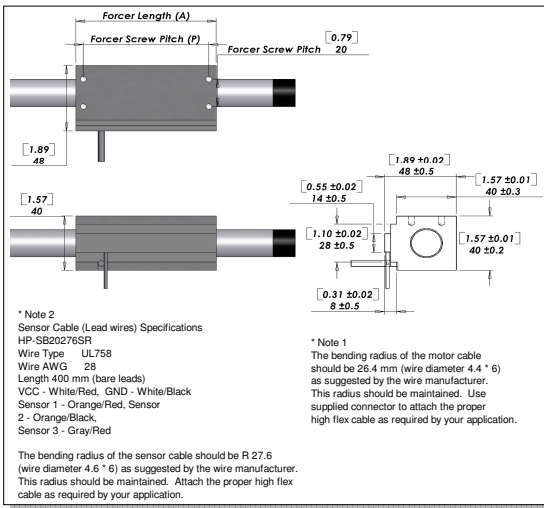 Forcer Length (A)
Forcer Screw Pitch (P)
Forcer Screw Pitch
[0.79]
20
[1.89]
48
[1.57]
40
[1.89 ±0.02]
48 ±0.5
[1.57 ±0.01]
40 ±0.3
[0.55 ±0.02]
14 ±0.5
[1.10 ±0.02]
28 ±0.5
[1.57 ±0.01]
40 ±0.2
[0.31 ±0.02]
8 ±0.5
* Note 2
Sensor Cable (Lead wires) Specifications
HP-SB20276SR
Wire Type UL758
Wire AWG 28
Length 400 mm (bare leads)
VCC - White/Red, GND - White/Black
Sensor 1 - Orange/Red, Sensor
2 - Orange/Black,
Sensor 3 - Gray/Red
The bending radius of the sensor cable should be R 27.6
(wire diameter 4.6 * 6) as suggested by the wire manufacturer.
This radius should be maintained. Attach the proper high flex
cable as required by your application.
* Note 1
The bending radius of the motor cable
should be 26.4 mm (wire diameter 4.4 * 6)
as suggested by the wire manufacturer.
This radius should be maintained. Use
supplied connector to attach the proper
high flex cable as required by your application.